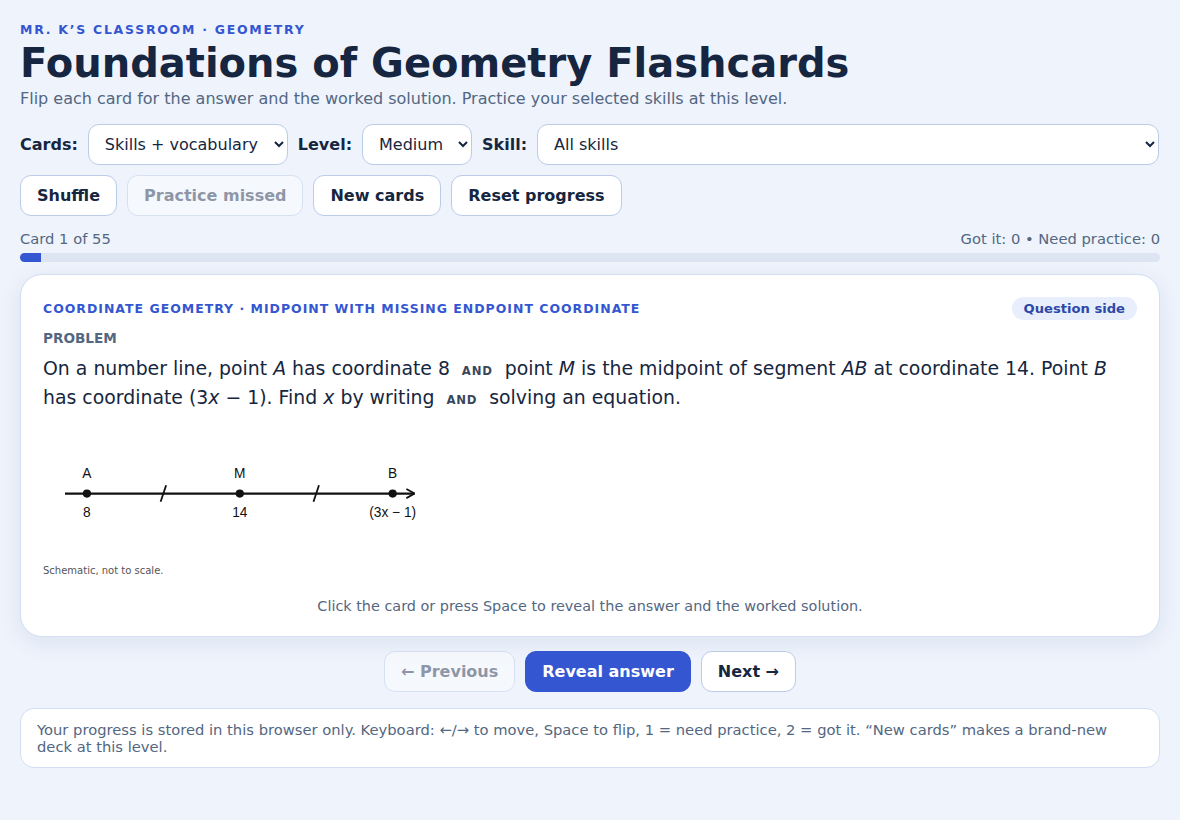 MR. K’S CLASSROOM · GEOMETRY
Foundations of Geometry Flashcards
Flip each card for the answer and the worked solution. Practice your selected skills at this level.
Cards: Skills + vocabulary Level: Medium Skill: All skills
Shuffle Practice missed New cards Reset progress
Card 1 of 55 Got it: 0 • Need practice: 0
COORDINATE GEOMETRY · MIDPOINT WITH MISSING ENDPOINT COORDINATE Question side
PROBLEM
On a number line, point A has coordinate 8 AND point M is the midpoint of segment AB at coordinate 14. Point B
has coordinate (3x − 1). Find x by writing AND solving an equation.
A M B
8 14 (3x − 1)
Schematic, not to scale.
Click the card or press Space to reveal the answer and the worked solution.
← Previous Reveal answer Next →
Your progress is stored in this browser only. Keyboard: ←/→ to move, Space to flip, 1 = need practice, 2 = got it. “New cards” makes a brand-new
deck at this level.